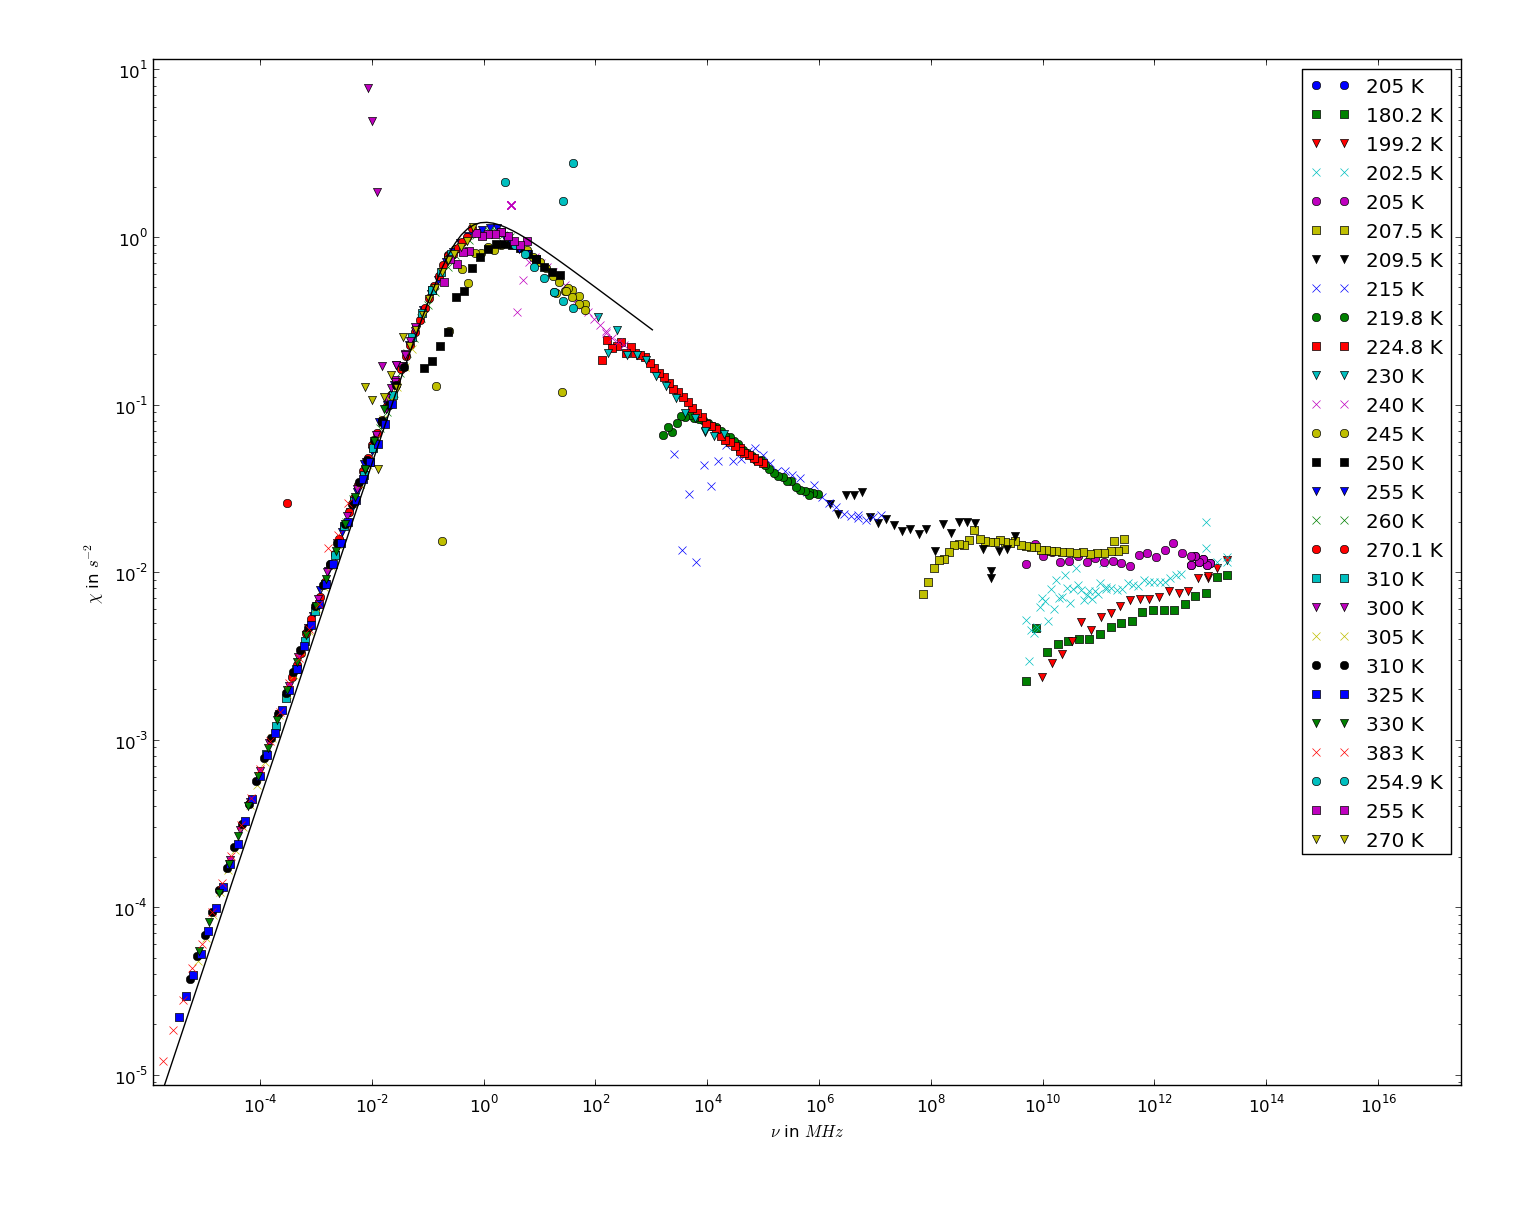 10^1
10^0
10^-1
10^-2
10^-3
10^-4
10^-5
χ in s^-2
10^-4 10^-2 10^0 10^2 10^4 10^6 10^8 10^10 10^12 10^14 10^16
ν in MHz
205 K
180.2 K
199.2 K
202.5 K
205 K
207.5 K
209.5 K
215 K
219.8 K
224.8 K
230 K
240 K
245 K
250 K
255 K
260 K
270.1 K
310 K
300 K
305 K
310 K
325 K
330 K
383 K
254.9 K
255 K
270 K